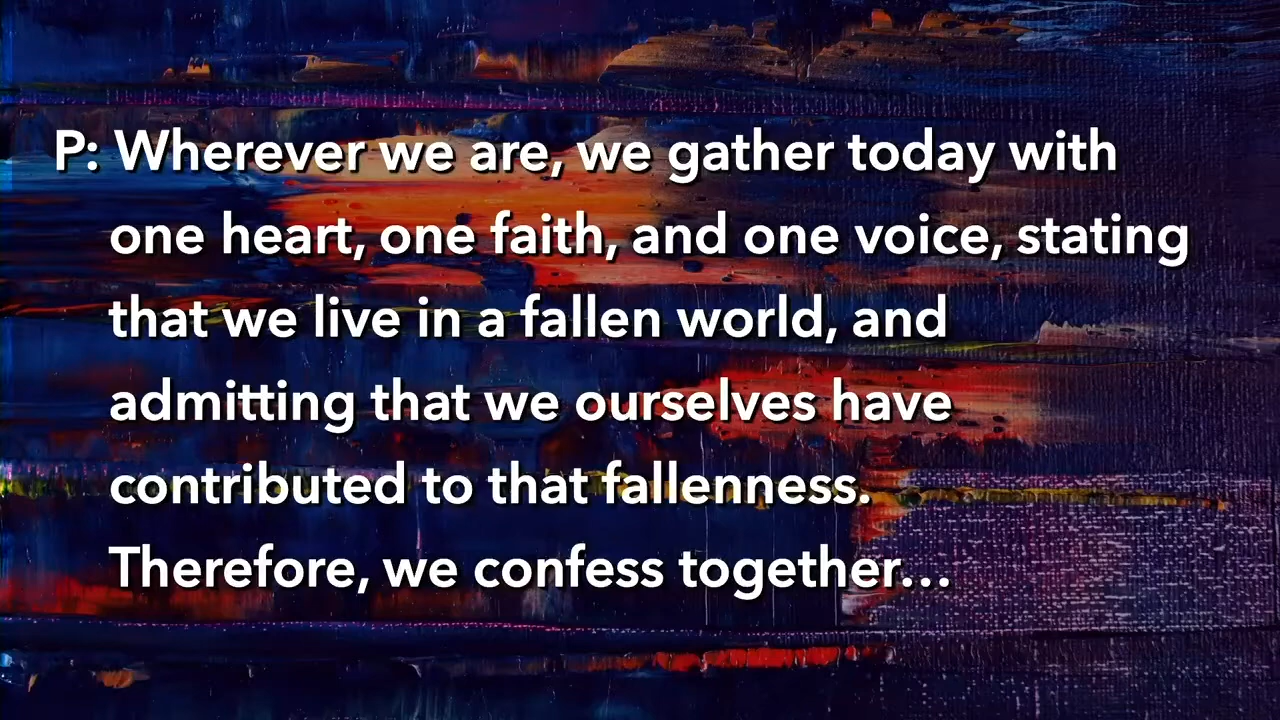 P: Wherever we are, we gather today with
one heart, one faith, and one voice, stating
that we live in a fallen world, and
admitting that we ourselves have
contributed to that fallenness.
Therefore, we confess together...